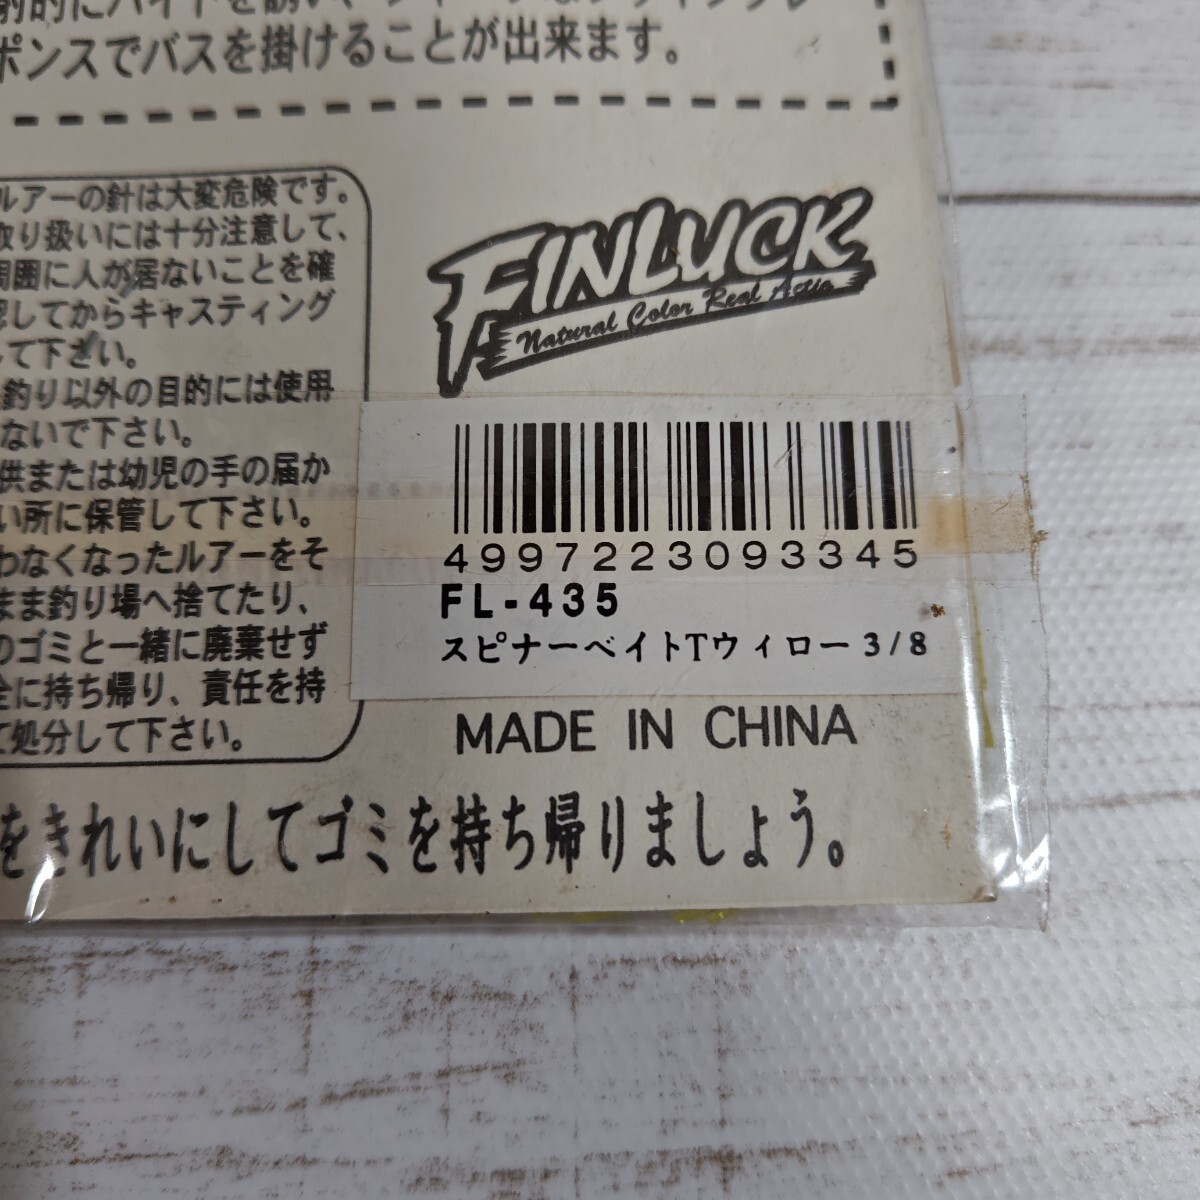 ポンスでバスを掛けることが出来ます。
ルアーの針は大変危険です。
取り扱いには十分注意して、
周囲に人が居ないことを確
認してからキャスティング
して下さい。
釣り以外の目的には使用
ないで下さい。
供または幼児の手の届か
い所に保管して下さい。
わなくなったルアーをそ
まま釣り場へ捨てたり、
のゴミと一緒に廃棄せず
全に持ち帰り、責任を持
て処分して下さい。
FINLUCK
Natural Color Real Actio
4997223093345
FL-435
スピナーベイトTウィロー3/8
MADE IN CHINA
をきれいにしてゴミを持ち帰りましょう。